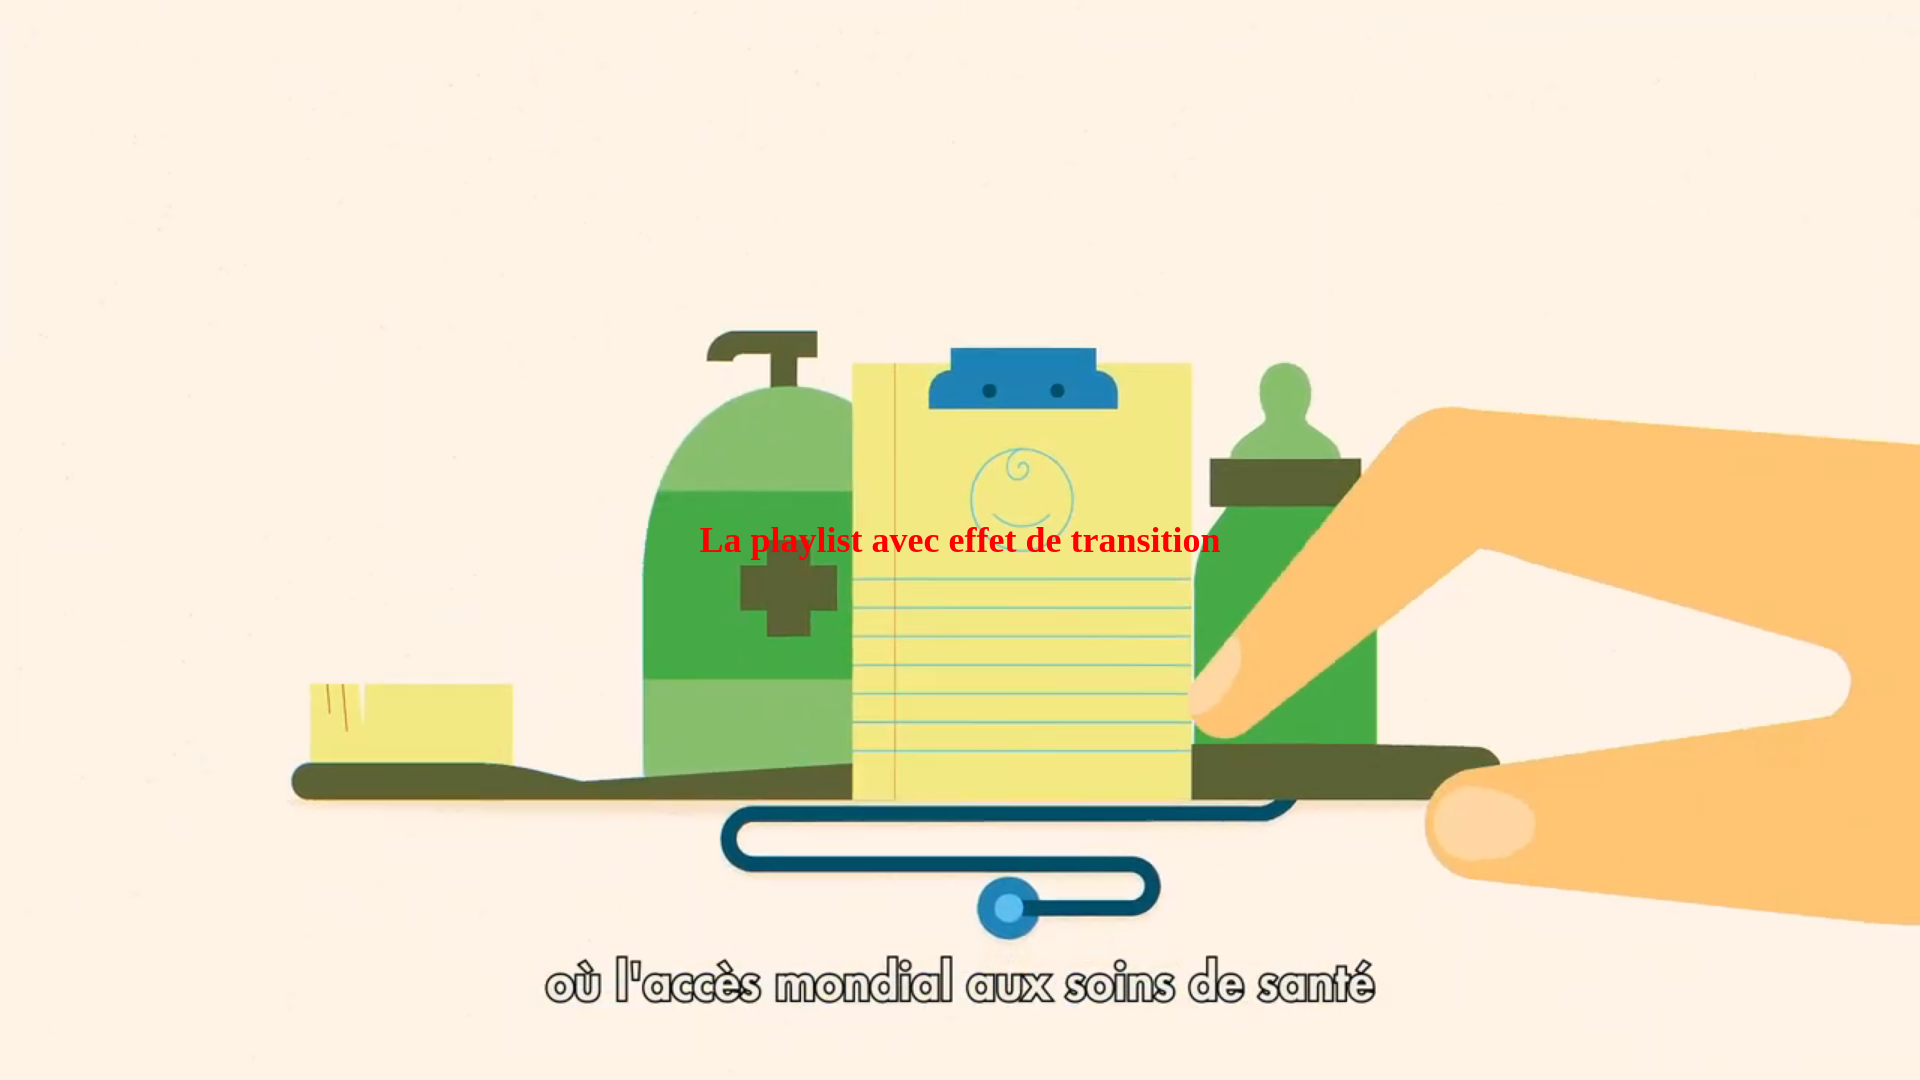 La playlist avec effet de transition
où l'accès mondial aux soins de santé